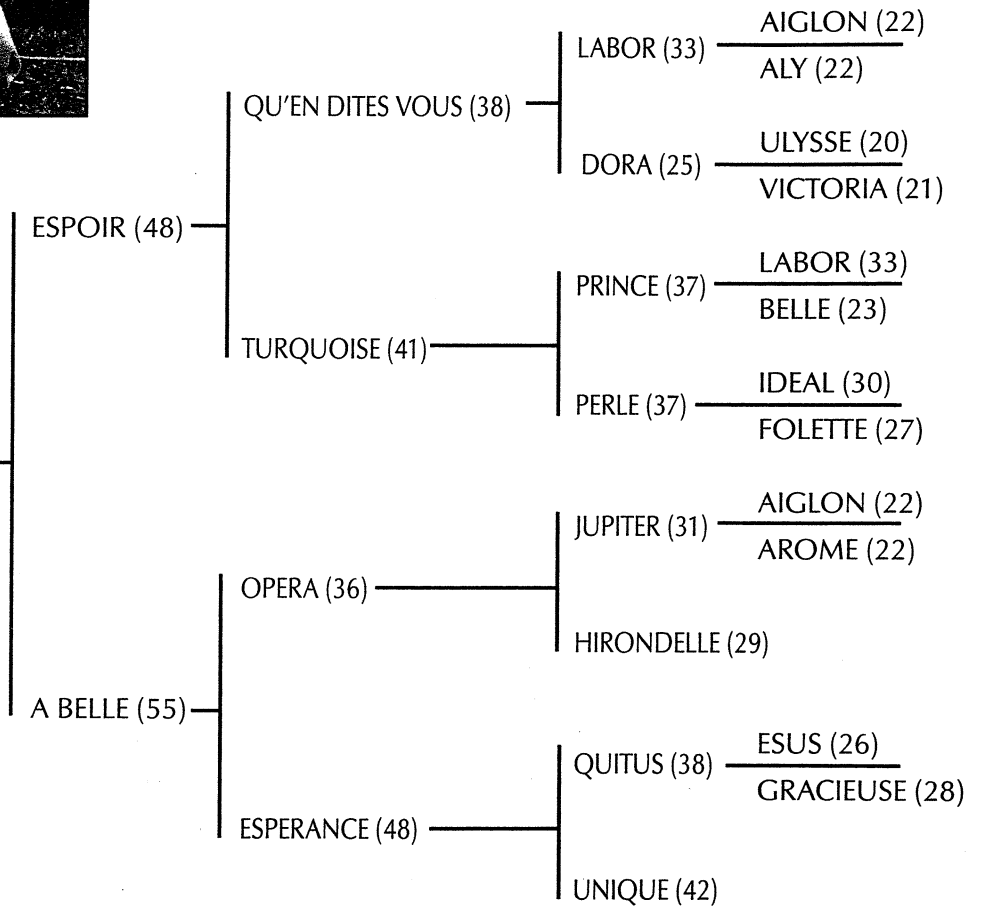 AIGLON (22)
LABOR (33)
ALY (22)
QU'EN DITES VOUS (38)
ULYSSE (20)
DORA (25)
VICTORIA (21)
ESPOIR (48)
LABOR (33)
PRINCE (37)
BELLE (23)
TURQUOISE (41)
IDEAL (30)
PERLE (37)
FOLETTE (27)
AIGLON (22)
JUPITER (31)
AROME (22)
OPERA (36)
HIRONDELLE (29)
A BELLE (55)
ESUS (26)
QUITUS (38)
GRACIEUSE (28)
ESPERANCE (48)
UNIQUE (42)